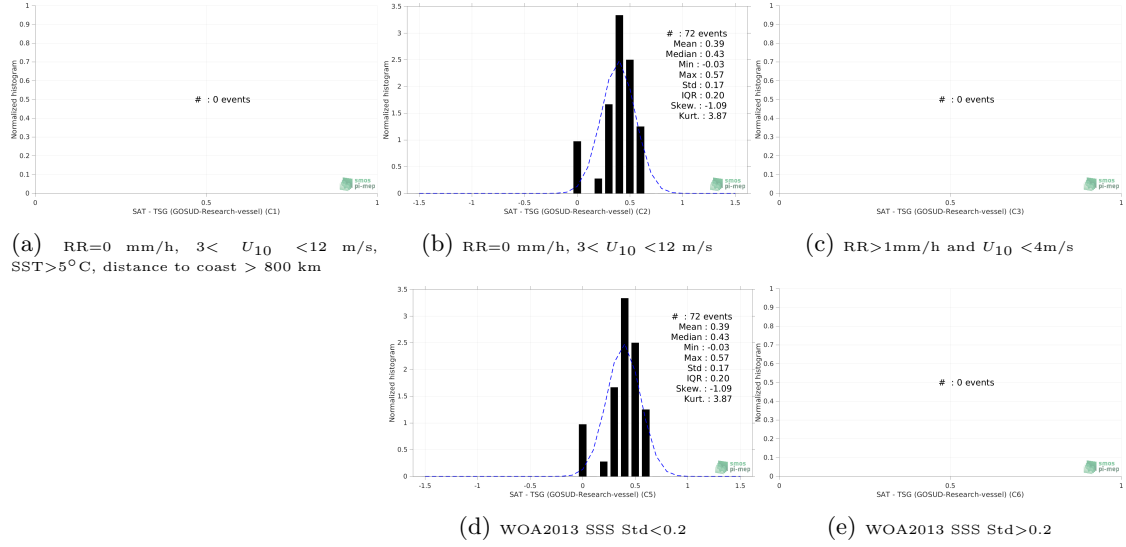 1
0.9
0.8
0.7
0.6
0.5
0.4
0.3
0.2
0.1
0
Normalized histogram
# : 0 events
smos
pi-mep
0 0.5 1
SAT - TSG (GOSUD-Research-vessel) (C1)
(a) RR=0 mm/h, 3< U10 <12 m/s,
SST>5°C, distance to coast > 800 km
3.5
3
2.5
2
1.5
1
0.5
0
Normalized histogram
# : 72 events
Mean : 0.39
Median : 0.43
Min : -0.03
Max : 0.57
Std : 0.17
IQR : 0.20
Skew. : -1.09
Kurt. : 3.87
smos
pi-mep
-1.5 -1 -0.5 0 0.5 1 1.5
SAT - TSG (GOSUD-Research-vessel) (C2)
(b) RR=0 mm/h, 3< U10 <12 m/s
1
0.9
0.8
0.7
0.6
0.5
0.4
0.3
0.2
0.1
0
Normalized histogram
# : 0 events
smos
pi-mep
0 0.5 1
SAT - TSG (GOSUD-Research-vessel) (C3)
(c) RR>1mm/h and U10 <4m/s
3.5
3
2.5
2
1.5
1
0.5
0
Normalized histogram
# : 72 events
Mean : 0.39
Median : 0.43
Min : -0.03
Max : 0.57
Std : 0.17
IQR : 0.20
Skew. : -1.09
Kurt. : 3.87
smos
pi-mep
-1.5 -1 -0.5 0 0.5 1 1.5
SAT - TSG (GOSUD-Research-vessel) (C5)
(d) WOA2013 SSS Std<0.2
1
0.9
0.8
0.7
0.6
0.5
0.4
0.3
0.2
0.1
0
Normalized histogram
# : 0 events
smos
pi-mep
0 0.5 1
SAT - TSG (GOSUD-Research-vessel) (C6)
(e) WOA2013 SSS Std>0.2